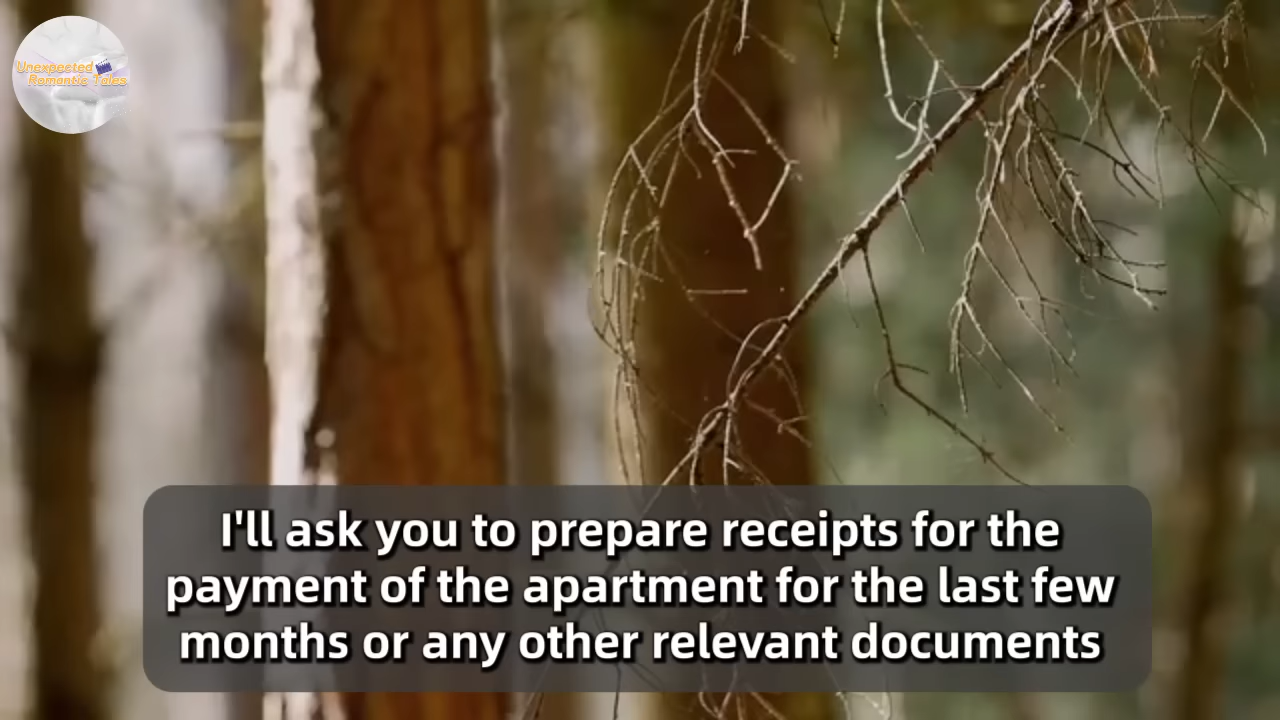 Unexpected
Romantic Tales
I'll ask you to prepare receipts for the
payment of the apartment for the last few
months or any other relevant documents